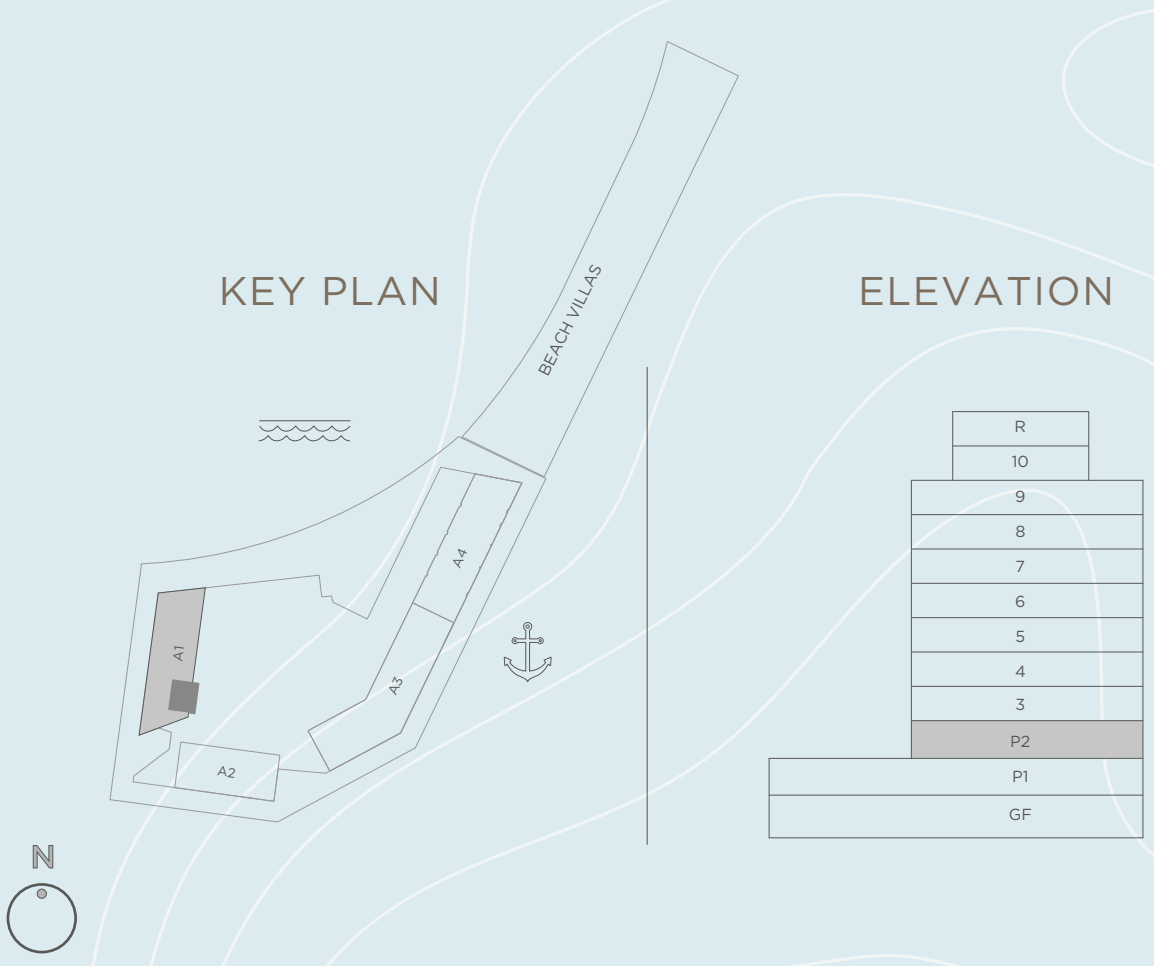 KEY PLAN
BEACH VILLAS
A4
A1
A3
A2
N
ELEVATION
R
10
9
8
7
6
5
4
3
P2
P1
GF